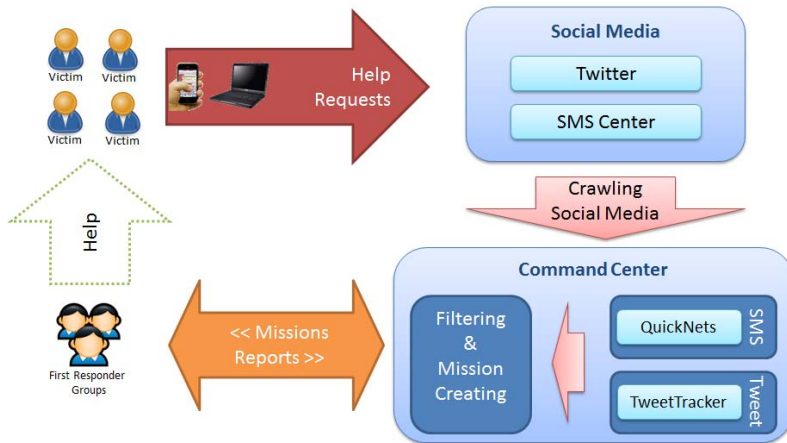 Victim
Victim
Victim
Victim
Help
Requests
Social Media
Twitter
SMS Center
Crawling
Social Media
Help
First Responder
Groups
<< Missions
Reports >>
Command Center
Filtering
&
Mission
Creating
QuickNets
SMS
TweetTracker
Tweet